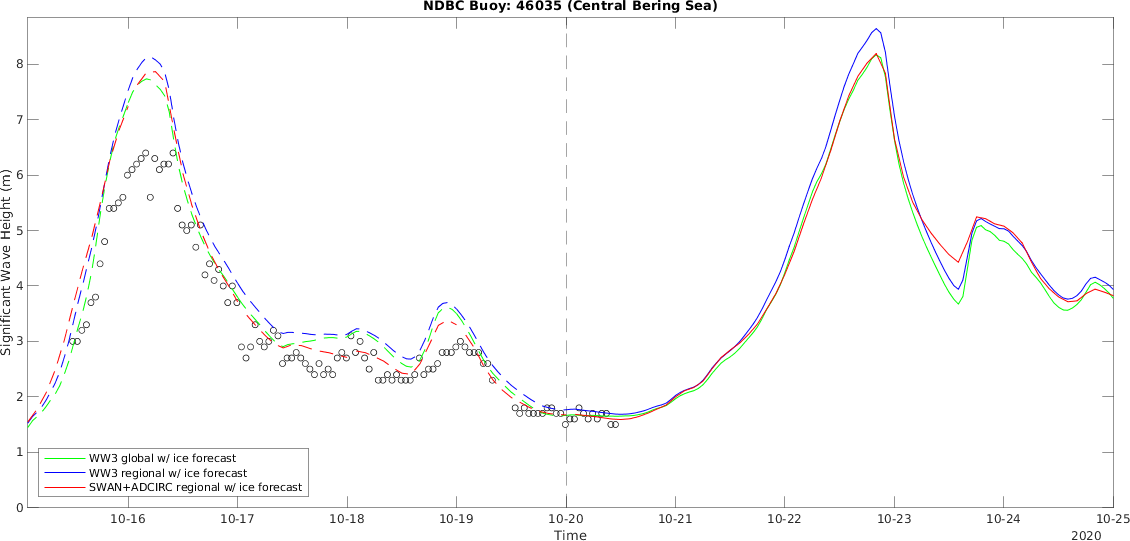 NDBC Buoy: 46035 (Central Bering Sea)
Significant Wave Height (m)
8
7
6
5
4
3
2
1
0
WW3 global w/ ice forecast
WW3 regional w/ ice forecast
SWAN+ADCIRC regional w/ ice forecast
10-16 10-17 10-18 10-19 10-20 10-21 10-22 10-23 10-24 10-25
Time
2020